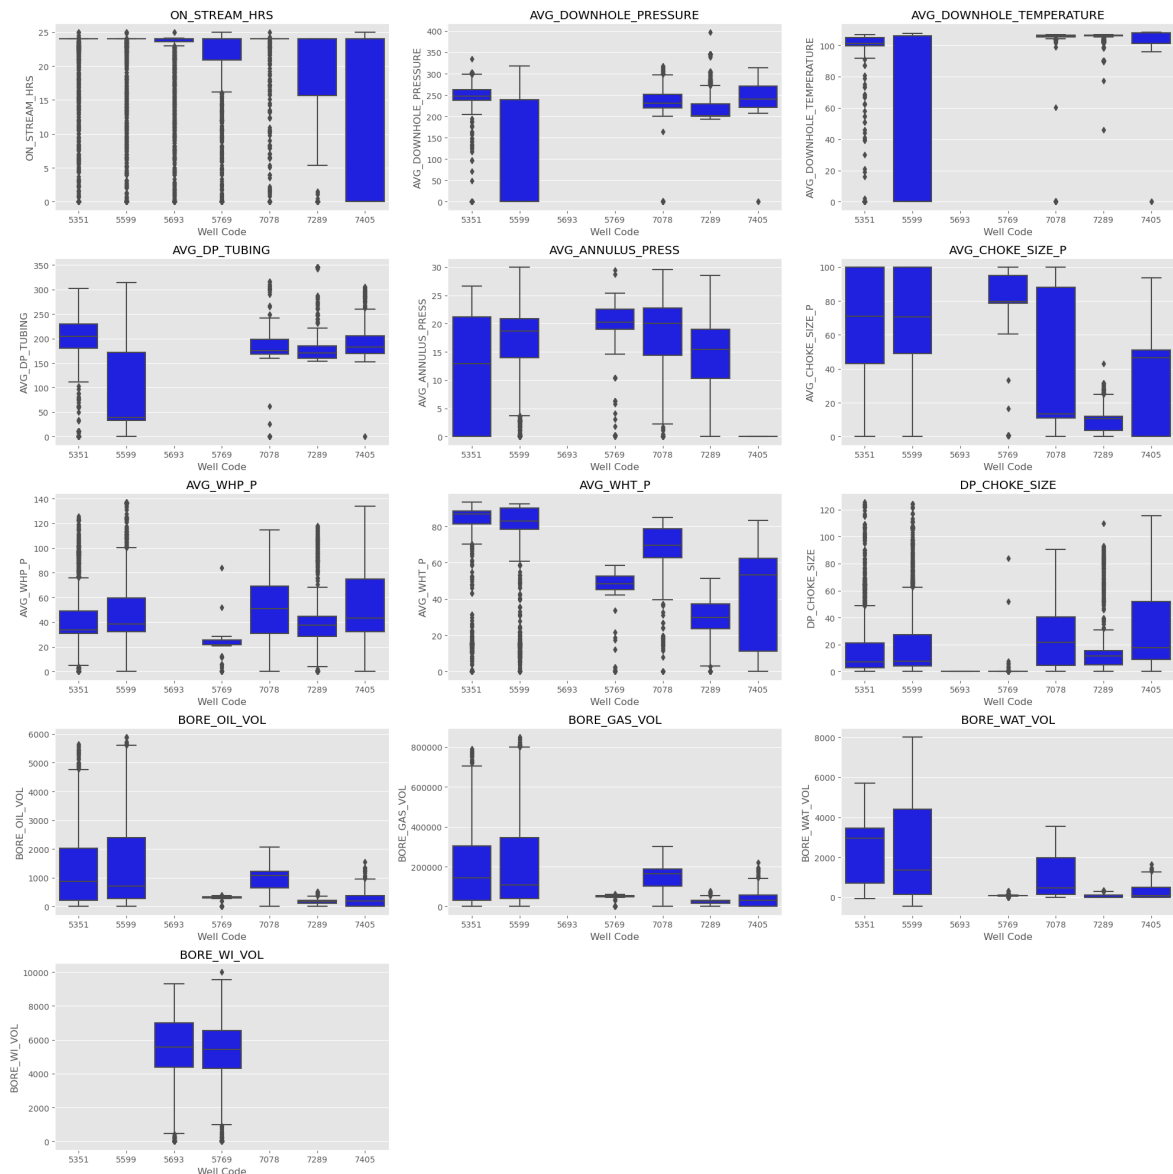 ON_STREAM_HRS
ON_STREAM_HRS
25
20
15
10
5
0
5351 5599 5693 5769 7078 7289 7405
Well Code
AVG_DOWNHOLE_PRESSURE
AVG_DOWNHOLE_PRESSURE
400
350
300
250
200
150
100
50
0
5351 5599 5693 5769 7078 7289 7405
Well Code
AVG_DOWNHOLE_TEMPERATURE
AVG_DOWNHOLE_TEMPERATURE
100
80
60
40
20
0
5351 5599 5693 5769 7078 7289 7405
Well Code
AVG_DP_TUBING
AVG_DP_TUBING
350
300
250
200
150
100
50
0
5351 5599 5693 5769 7078 7289 7405
Well Code
AVG_ANNULUS_PRESS
AVG_ANNULUS_PRESS
30
25
20
15
10
5
0
5351 5599 5693 5769 7078 7289 7405
Well Code
AVG_CHOKE_SIZE_P
AVG_CHOKE_SIZE_P
100
80
60
40
20
0
5351 5599 5693 5769 7078 7289 7405
Well Code
AVG_WHP_P
AVG_WHP_P
140
120
100
80
60
40
20
0
5351 5599 5693 5769 7078 7289 7405
Well Code
AVG_WHT_P
AVG_WHT_P
80
60
40
20
0
5351 5599 5693 5769 7078 7289 7405
Well Code
DP_CHOKE_SIZE
DP_CHOKE_SIZE
120
100
80
60
40
20
0
5351 5599 5693 5769 7078 7289 7405
Well Code
BORE_OIL_VOL
BORE_OIL_VOL
6000
5000
4000
3000
2000
1000
0
5351 5599 5693 5769 7078 7289 7405
Well Code
BORE_GAS_VOL
BORE_GAS_VOL
800000
600000
400000
200000
0
5351 5599 5693 5769 7078 7289 7405
Well Code
BORE_WAT_VOL
BORE_WAT_VOL
8000
6000
4000
2000
0
5351 5599 5693 5769 7078 7289 7405
Well Code
BORE_WI_VOL
BORE_WI_VOL
10000
8000
6000
4000
2000
0
5351 5599 5693 5769 7078 7289 7405
Well Code